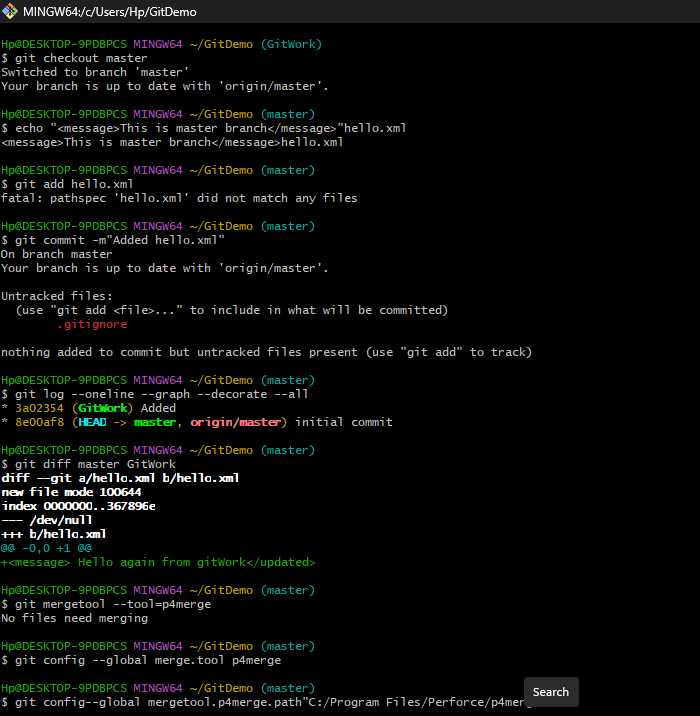 MINGW64:/c/Users/Hp/GitDemo
Hp@DESKTOP-9PDBPCS MINGW64 ~/GitDemo (GitWork)
$ git checkout master
Switched to branch 'master'
Your branch is up to date with 'origin/master'.
Hp@DESKTOP-9PDBPCS MINGW64 ~/GitDemo (master)
$ echo "<message>This is master branch</message>"hello.xml
<message>This is master branch</message>hello.xml
Hp@DESKTOP-9PDBPCS MINGW64 ~/GitDemo (master)
$ git add hello.xml
fatal: pathspec 'hello.xml' did not match any files
Hp@DESKTOP-9PDBPCS MINGW64 ~/GitDemo (master)
$ git commit -m"Added hello.xml"
On branch master
Your branch is up to date with 'origin/master'.
Untracked files:
  (use "git add <file>..." to include in what will be committed)
        .gitignore
nothing added to commit but untracked files present (use "git add" to track)
Hp@DESKTOP-9PDBPCS MINGW64 ~/GitDemo (master)
$ git log --oneline --graph --decorate --all
* 3a02354 (GitWork) Added
* 8e00af8 (HEAD -> master, origin/master) initial commit
Hp@DESKTOP-9PDBPCS MINGW64 ~/GitDemo (master)
$ git diff master GitWork
diff --git a/hello.xml b/hello.xml
new file mode 100644
index 0000000..367896e
--- /dev/null
+++ b/hello.xml
@@ -0,0 +1 @@
+<message> Hello again from gitWork</updated>
Hp@DESKTOP-9PDBPCS MINGW64 ~/GitDemo (master)
$ git mergetool --tool=p4merge
No files need merging
Hp@DESKTOP-9PDBPCS MINGW64 ~/GitDemo (master)
$ git config --global merge.tool p4merge
Hp@DESKTOP-9PDBPCS MINGW64 ~/GitDemo (master)
$ git config--global mergetool.p4merge.path"C:/Program Files/Perforce/p4merg
Search